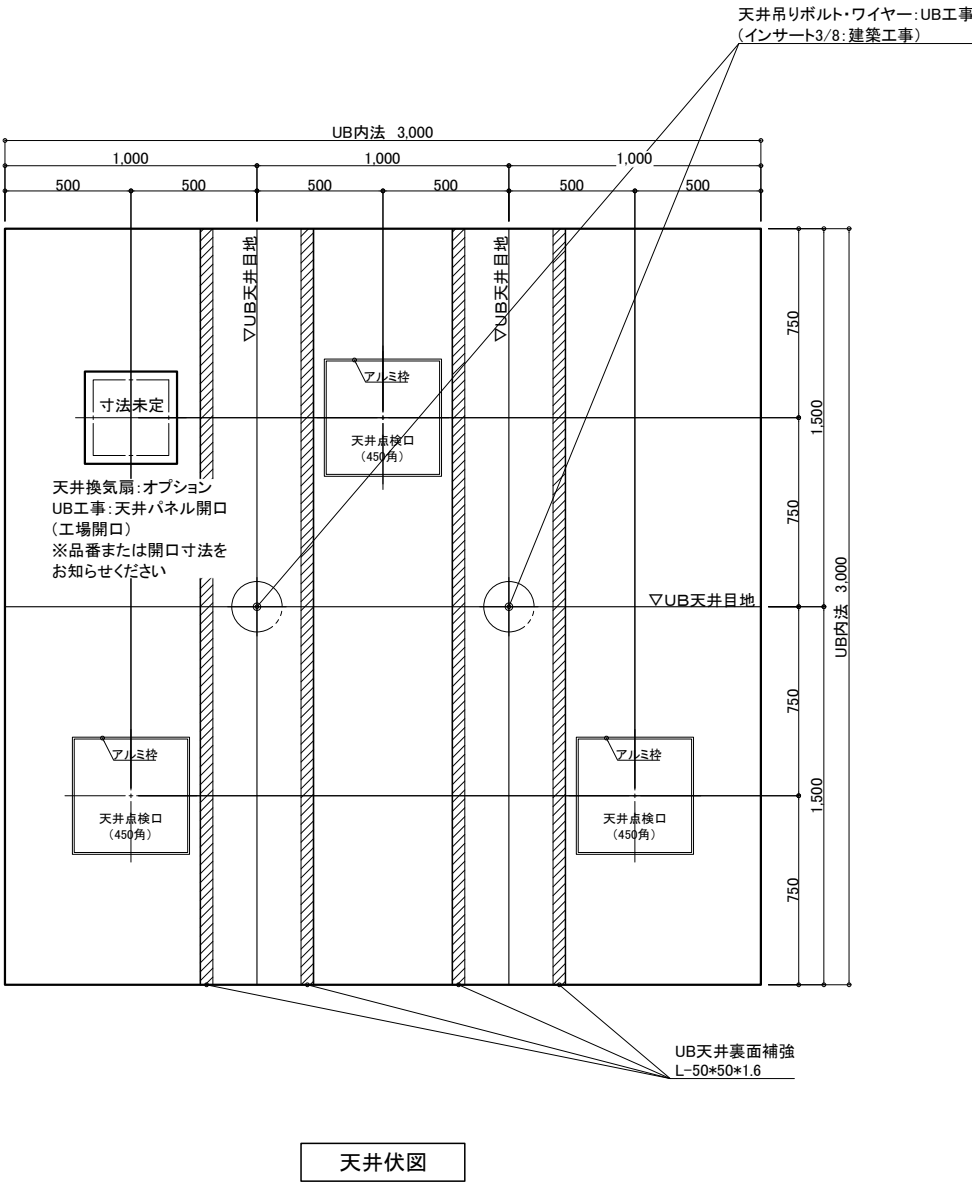 天井吊りボルト・ワイヤー:UB工事
(インサート3/8:建築工事)
UB内法 3,000
1,000
1,000
1,000
500
500
500
500
500
500
▽UB天井目地
▽UB天井目地
750
アルミ枠
寸法未定
1,500
天井点検口
(450角)
天井換気扇:オプション
UB工事:天井パネル開口
(工場開口)
※品番または開口寸法を
お知らせください
750
▽UB天井目地
UB内法 3,000
750
アルミ枠
アルミ枠
1,500
天井点検口
(450角)
天井点検口
(450角)
750
UB天井裏面補強
L-50*50*1.6
天井伏図